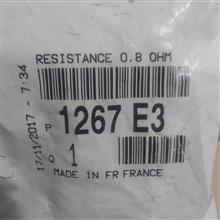 RESISTANCE 0,8 OHM
17/11/2017 - 7:34
P 1267 E3
Q 1
MADE IN FR FRANCE